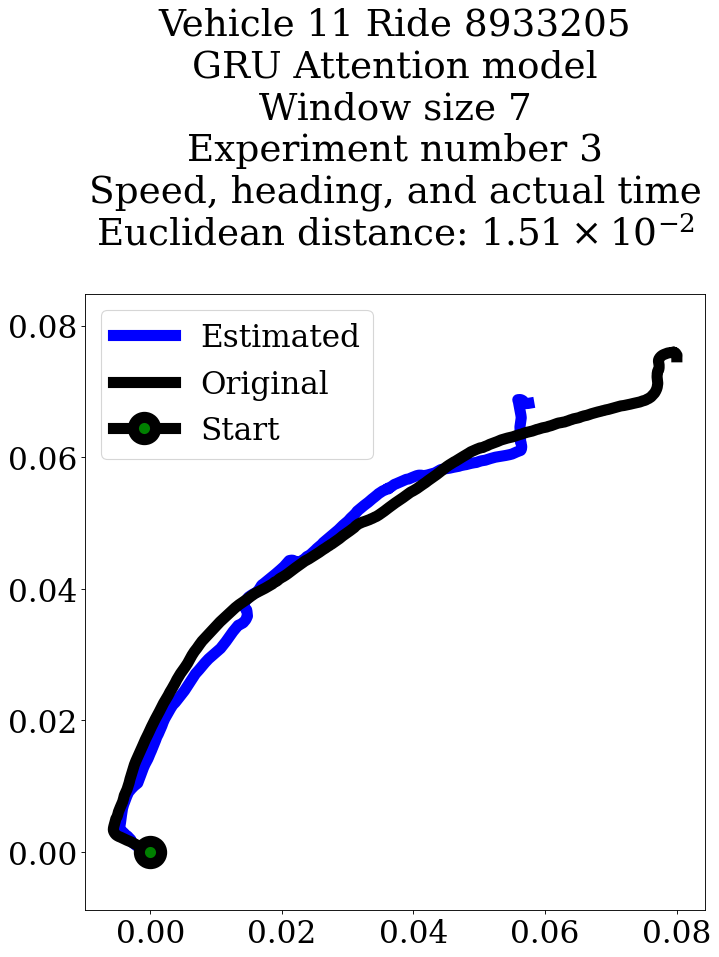 Vehicle 11 Ride 8933205
GRU Attention model
Window size 7
Experiment number 3
Speed, heading, and actual time
Euclidean distance: 1.51 × 10⁻²
Estimated
Original
Start
0.08
0.06
0.04
0.02
0.00
0.00 0.02 0.04 0.06 0.08